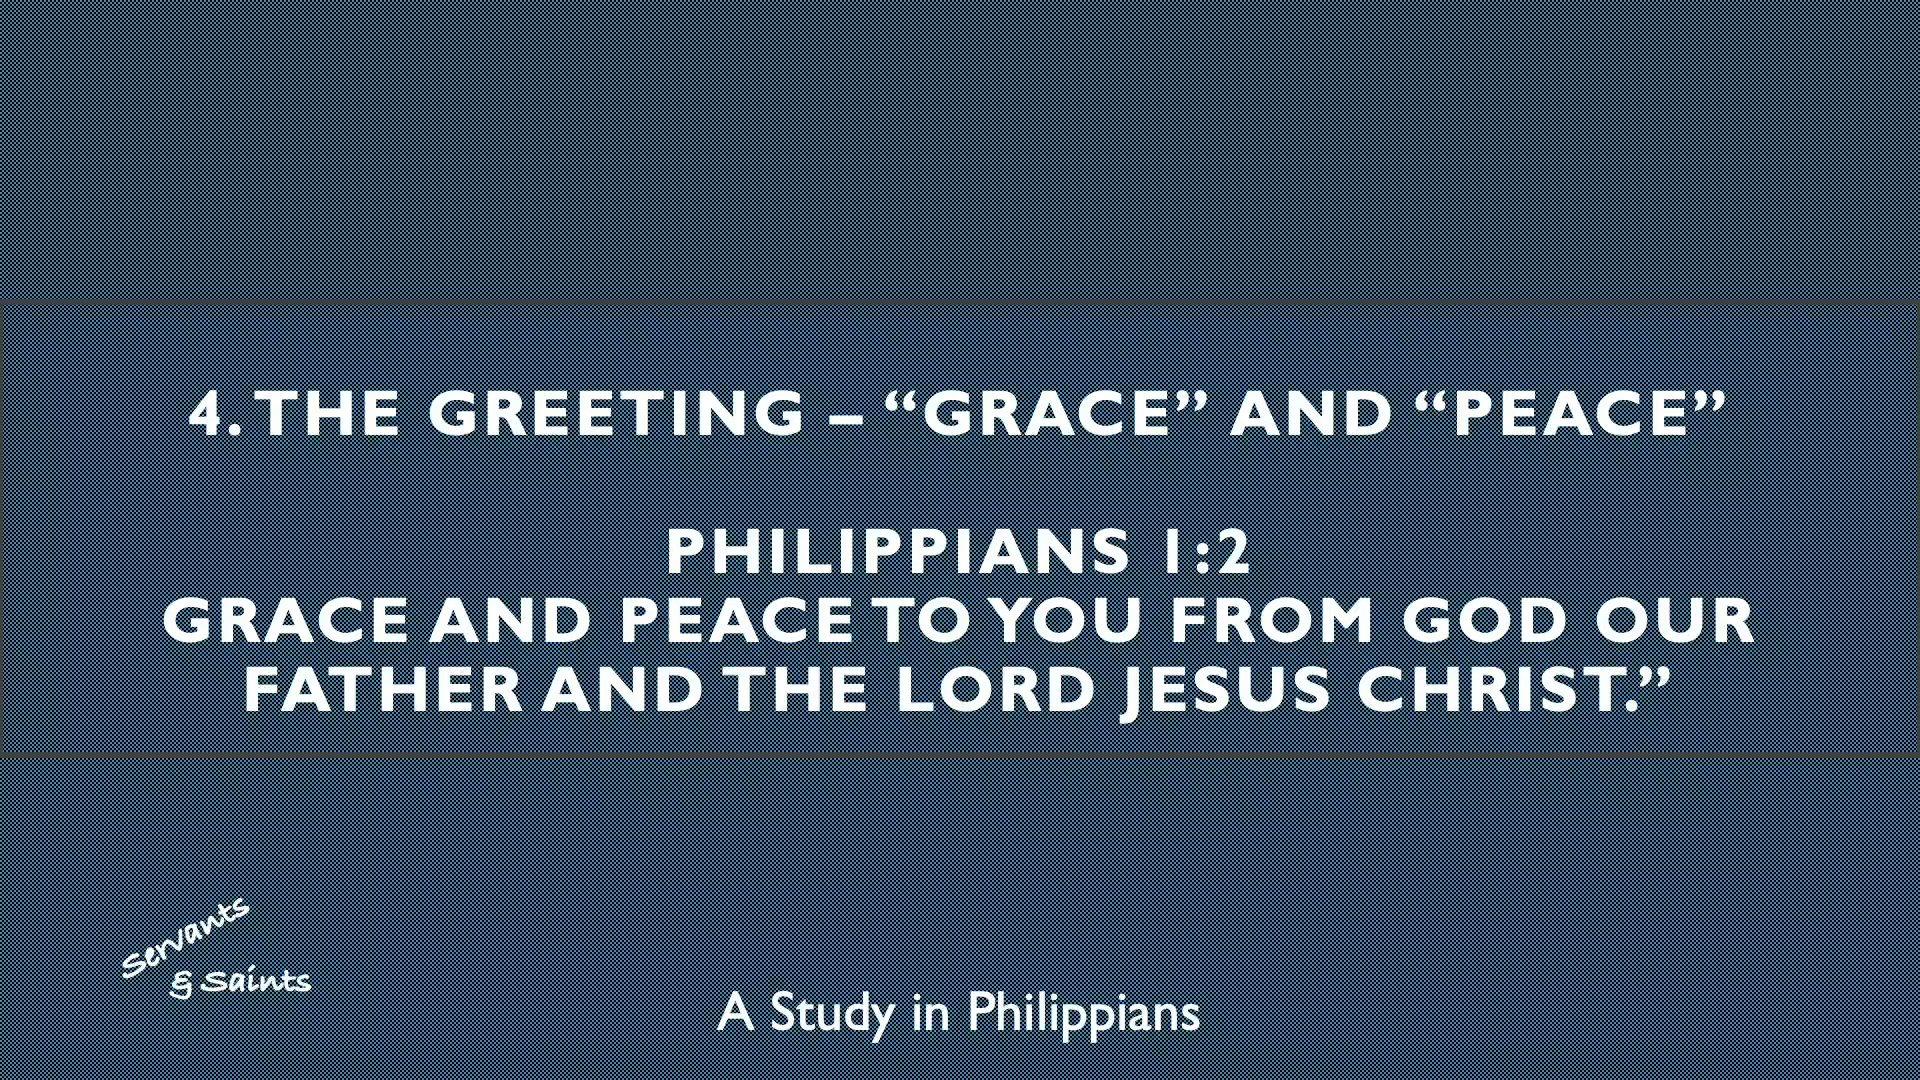 4. THE GREETING – “GRACE” AND “PEACE”
PHILIPPIANS 1:2
GRACE AND PEACE TO YOU FROM GOD OUR
FATHER AND THE LORD JESUS CHRIST.”
Servants
& Saints
A Study in Philippians